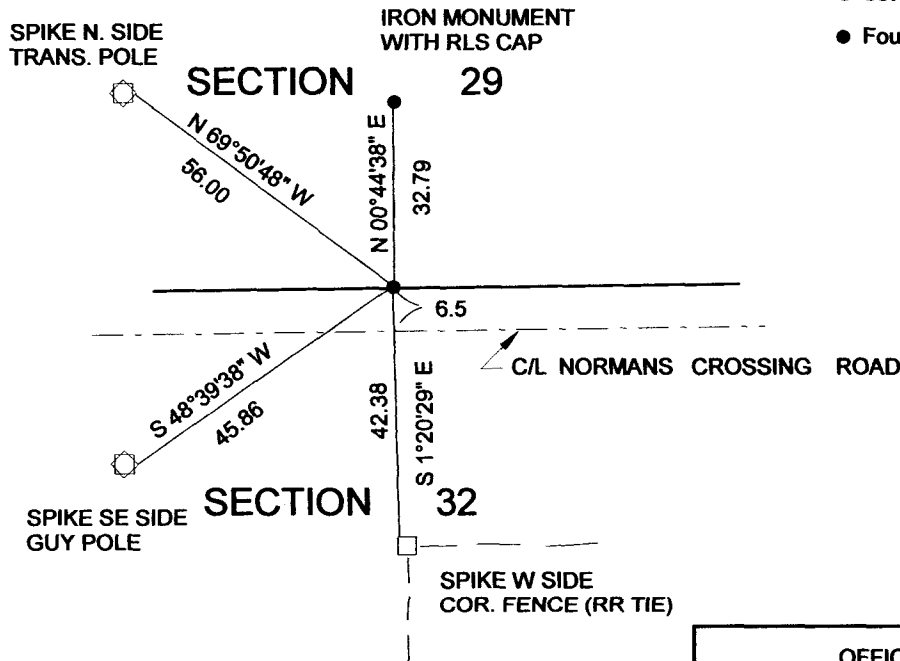 IRON MONUMENT
WITH RLS CAP
SPIKE N. SIDE
TRANS. POLE
● Fou
SECTION 29
N 69°50'48" W
56.00
N 00°44'38" E
32.79
6.5
C/L NORMANS CROSSING ROAD
S 48°39'38" W
45.86
42.38
S 1°20'29" E
SECTION 32
SPIKE SE SIDE
GUY POLE
SPIKE W SIDE
COR. FENCE (RR TIE)
OFFIC